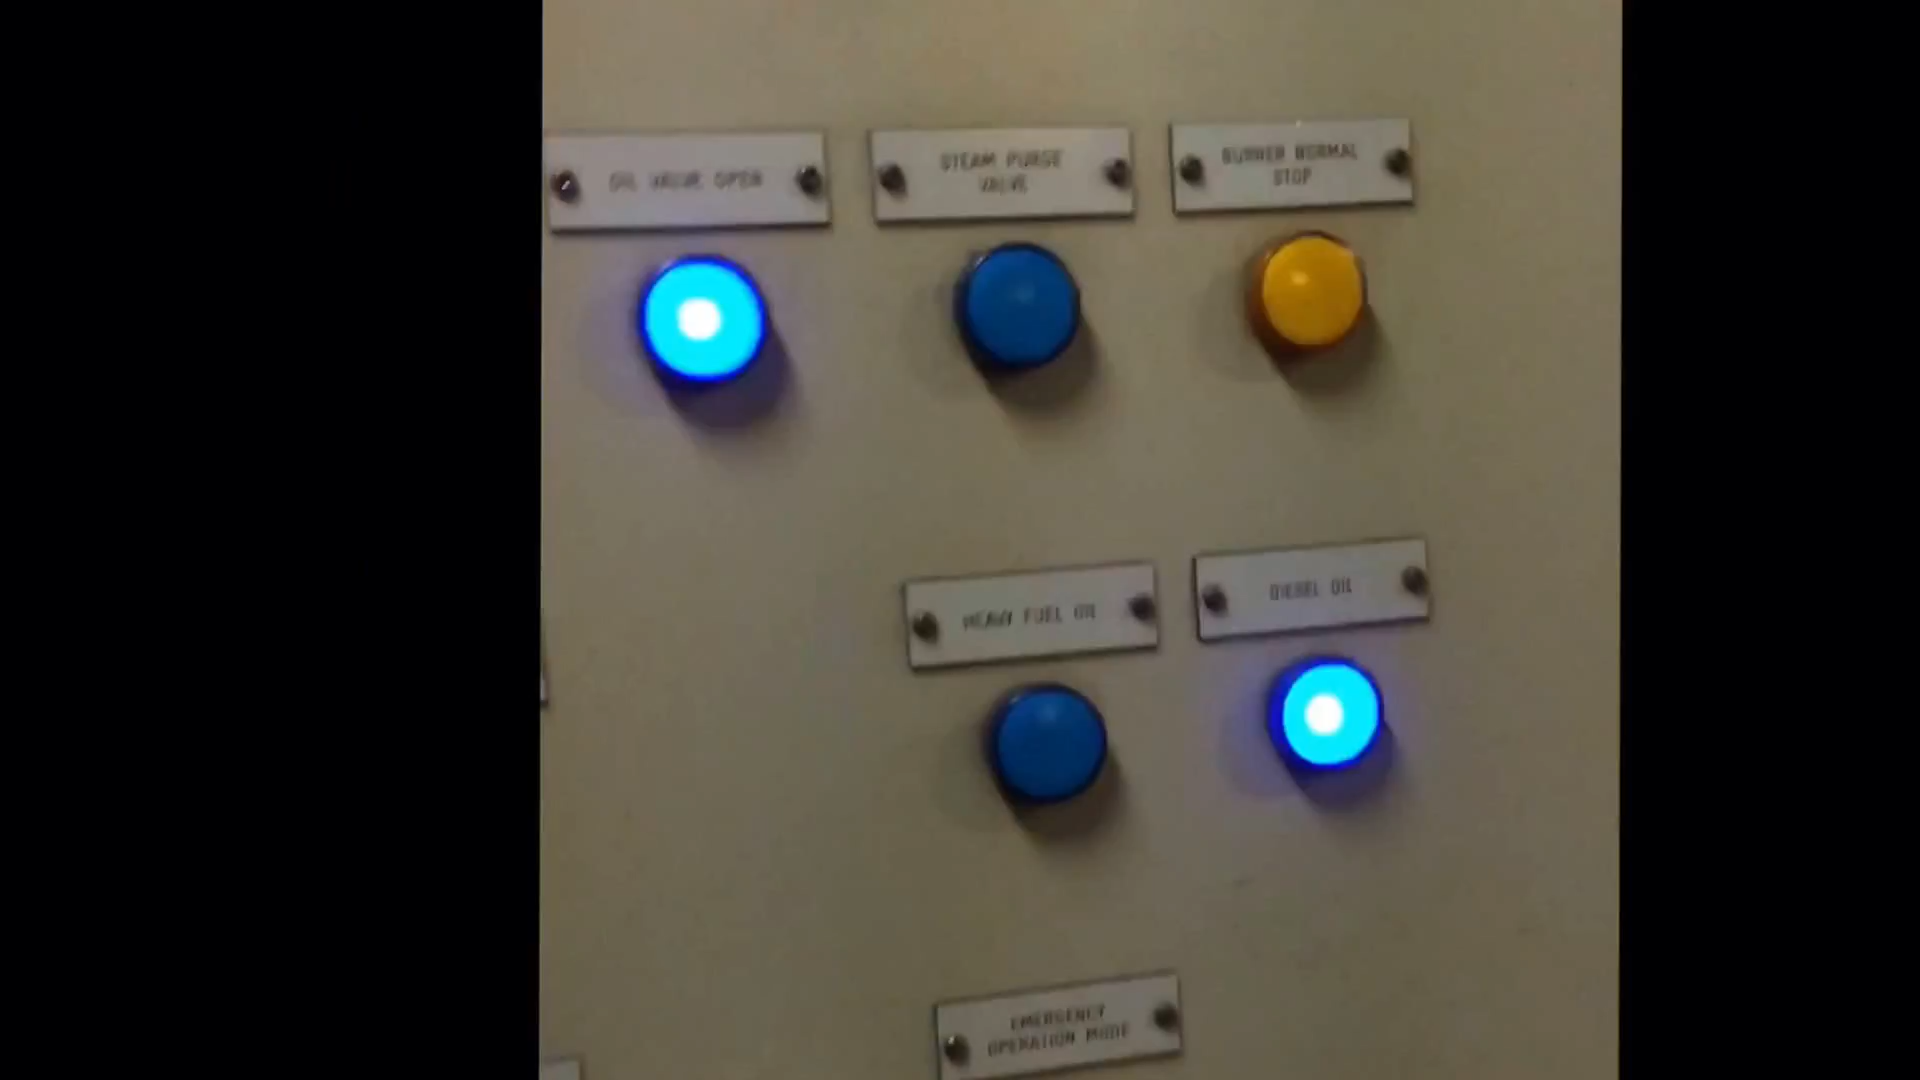 OIL VALVE OPEN
STEAM PURGE
VALVE
BURNER NORMAL
STOP
HEAVY FUEL OIL
DIESEL OIL
EMERGENCY
OPERATION MODE